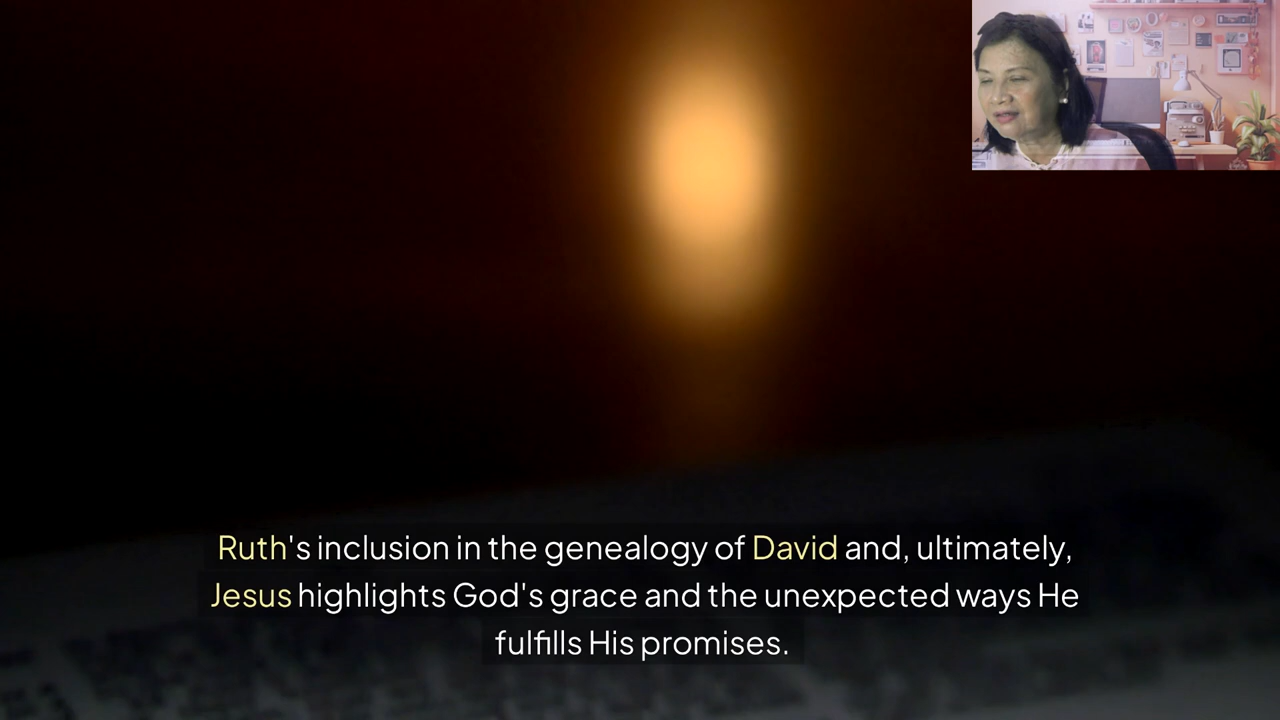 Ruth's inclusion in the genealogy of David and, ultimately,
Jesus highlights God's grace and the unexpected ways He
fulfills His promises.